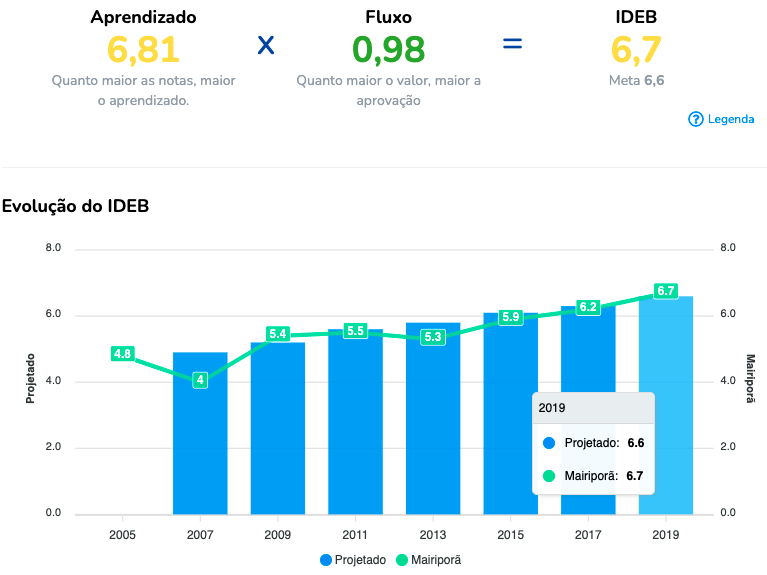 Aprendizado
6,81
Quanto maior as notas, maior
o aprendizado.
X
Fluxo
0,98
Quanto maior o valor, maior a
aprovação
=
IDEB
6,7
Meta 6,6
? Legenda
Evolução do IDEB
8.0
6.0
4.0
2.0
0.0
Projetado
8.0
6.0
4.0
2.0
0.0
Mairiporã
4.8
4
5.4
5.5
5.3
5.9
6.2
6.7
2019
Projetado: 6.6
Mairiporã: 6.7
2005 2007 2009 2011 2013 2015 2017 2019
Projetado Mairiporã